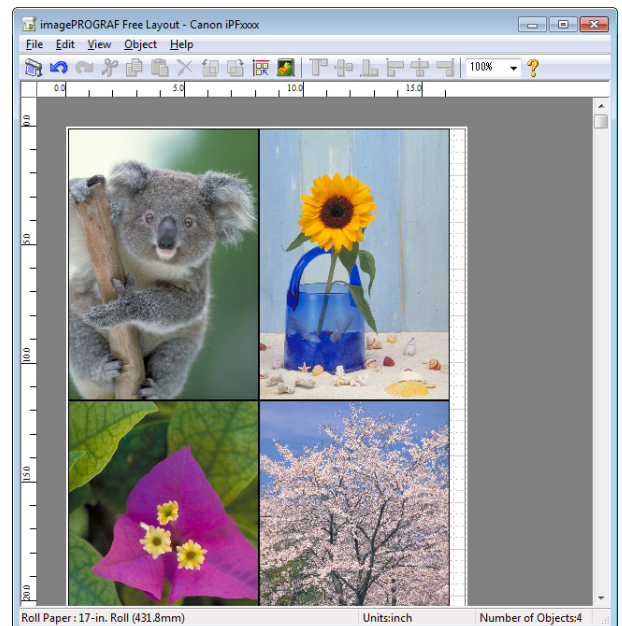 imagePROGRAF Free Layout - Canon iPFxxxx
File Edit View Object Help
100%
0.0 5.0 10.0 15.0
0.0
5.0
10.0
15.0
20.0
Roll Paper : 17-in. Roll (431.8mm) Units:inch Number of Objects:4